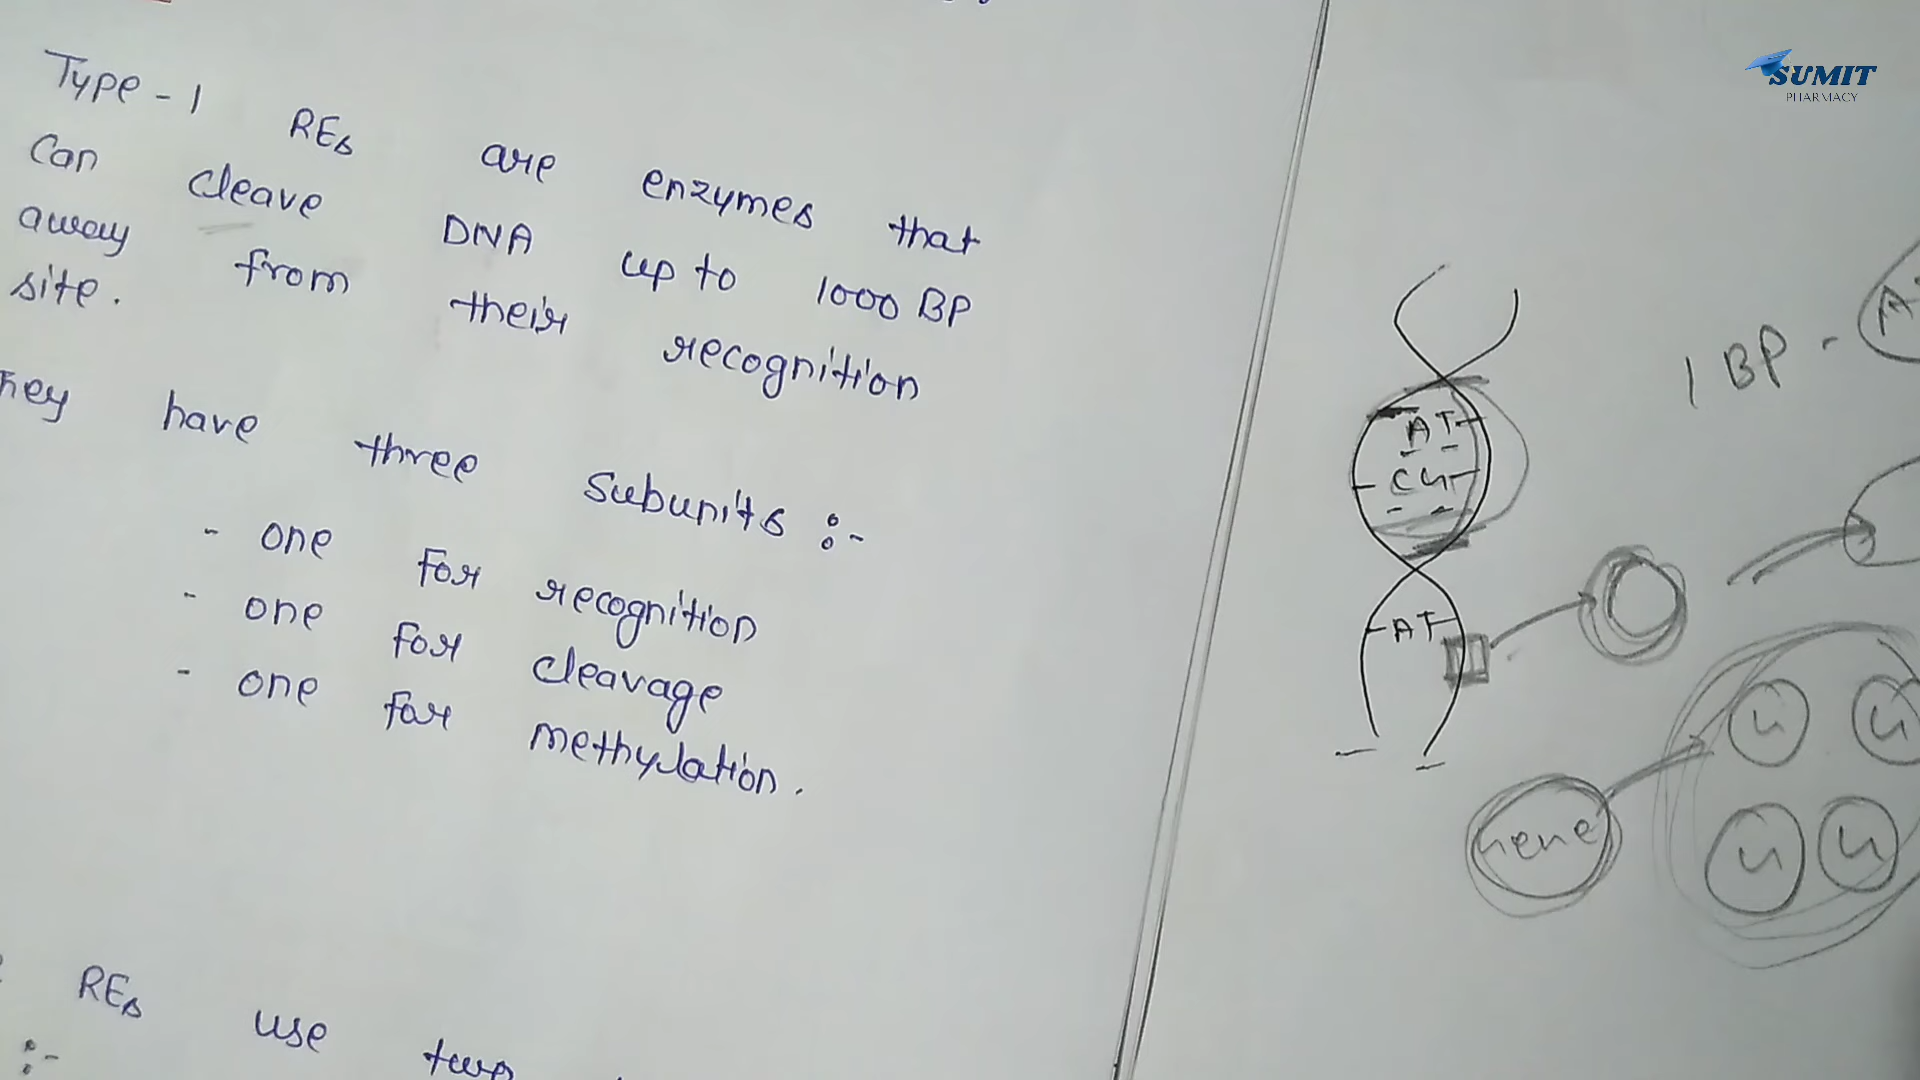 Type - 1 REs are enzymes that
can cleave DNA up to 1000 BP
away from their recognition
site.
hey have three subunits :-
- one for recognition
- one for cleavage
- one for methylation.
REs use two
:-
SUMIT
PHARMACY
1 BP - A
AT
CG
AT
Gene
G G
G G